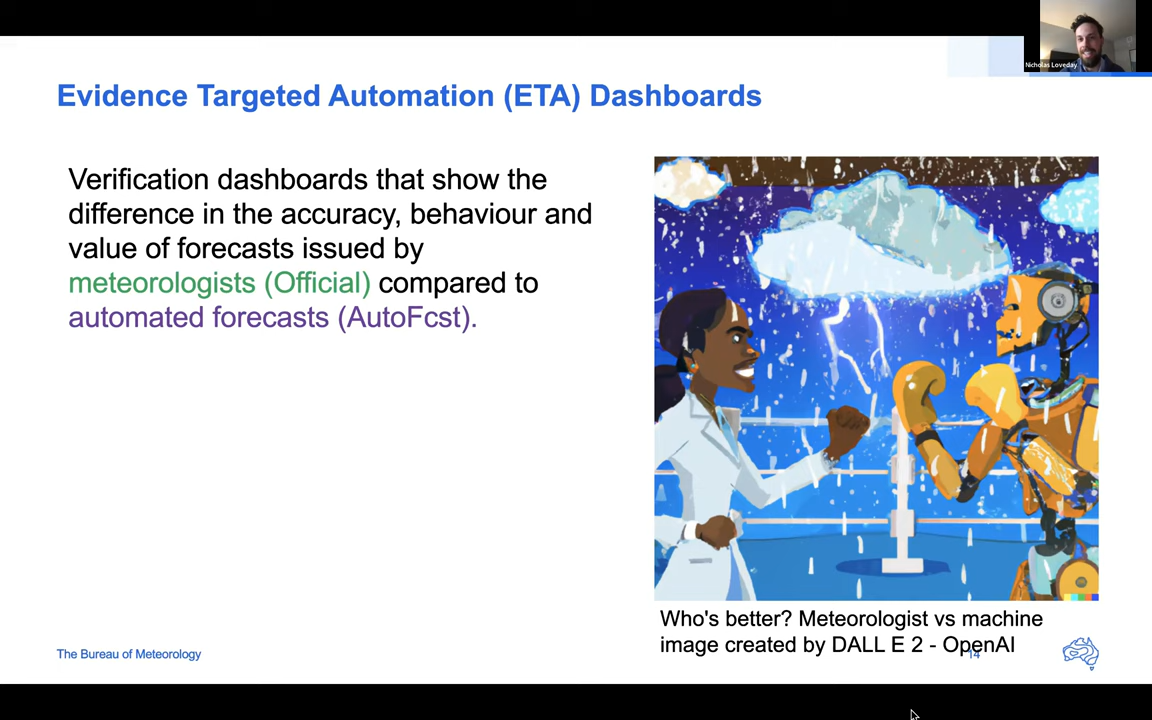 Nicholas Loveday
Evidence Targeted Automation (ETA) Dashboards
Verification dashboards that show the
difference in the accuracy, behaviour and
value of forecasts issued by
meteorologists (Official) compared to
automated forecasts (AutoFcst).
Who's better? Meteorologist vs machine
image created by DALL E 2 - OpenAI
The Bureau of Meteorology
14